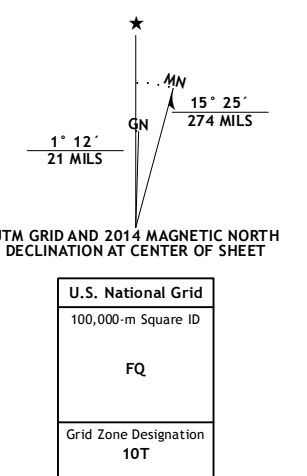 ★
MN
GN
15° 25´
274 MILS
1° 12´
21 MILS
UTM GRID AND 2014 MAGNETIC NORTH
DECLINATION AT CENTER OF SHEET
U.S. National Grid
100,000-m Square ID
FQ
Grid Zone Designation
10T